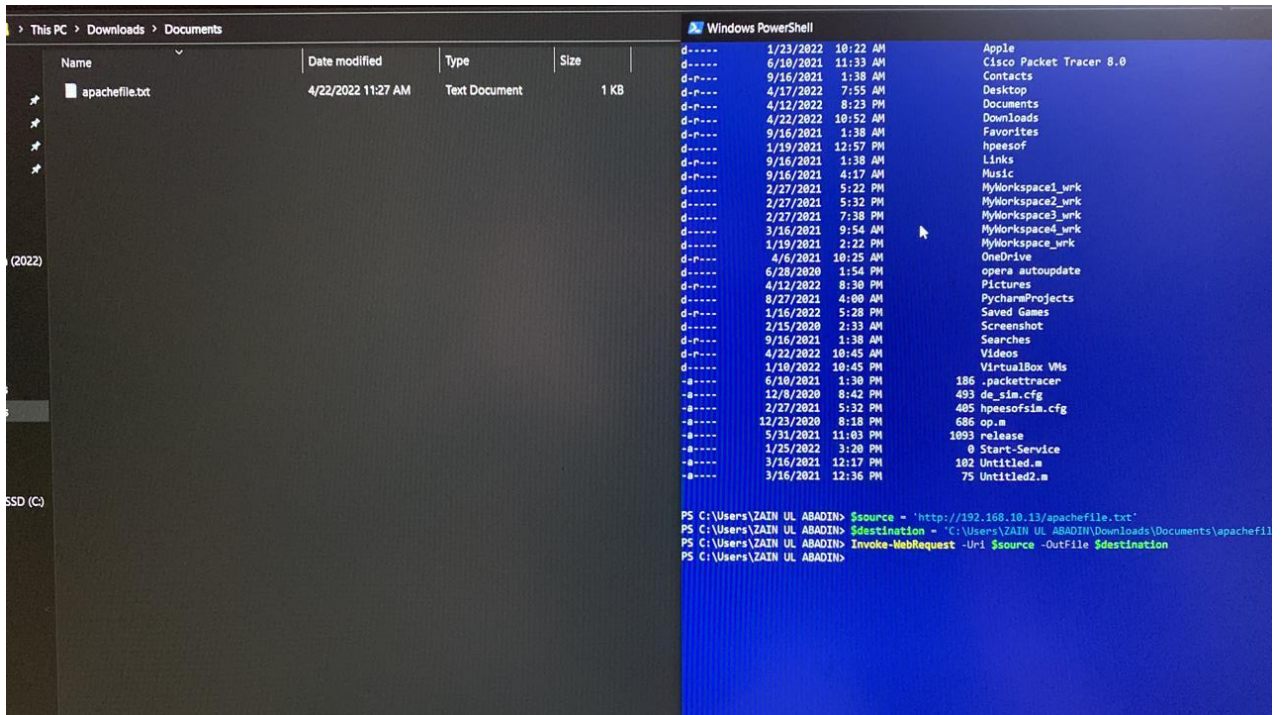 > This PC > Downloads > Documents
Name Date modified Type Size
apachefile.txt 4/22/2022 11:27 AM Text Document 1 KB
(2022)
SSD (C:)
Windows PowerShell
d----- 1/23/2022 10:22 AM Apple
d----- 6/10/2021 11:33 AM Cisco Packet Tracer 8.0
d-r--- 9/16/2021 1:38 AM Contacts
d-r--- 4/17/2022 7:55 AM Desktop
d-r--- 4/12/2022 8:23 PM Documents
d-r--- 4/22/2022 10:52 AM Downloads
d-r--- 9/16/2021 1:38 AM Favorites
d----- 1/19/2021 12:57 PM hpeesof
d-r--- 9/16/2021 1:38 AM Links
d-r--- 9/16/2021 4:17 AM Music
d----- 2/27/2021 5:22 PM MyWorkspace1_wrk
d----- 2/27/2021 5:32 PM MyWorkspace2_wrk
d----- 2/27/2021 7:38 PM MyWorkspace3_wrk
d----- 3/16/2021 9:54 AM MyWorkspace4_wrk
d----- 1/19/2021 2:22 PM MyWorkspace_wrk
d-r--- 4/6/2021 10:25 AM OneDrive
d----- 6/28/2020 1:54 PM opera autoupdate
d-r--- 4/12/2022 8:30 PM Pictures
d----- 8/27/2021 4:00 AM PycharmProjects
d-r--- 1/16/2022 5:28 PM Saved Games
d----- 2/15/2020 2:33 AM Screenshot
d-r--- 9/16/2021 1:38 AM Searches
d-r--- 4/22/2022 10:45 AM Videos
d----- 1/10/2022 10:45 PM VirtualBox VMs
-a---- 6/10/2021 1:30 PM 186 .packettracer
-a---- 12/8/2020 8:42 PM 493 de_sim.cfg
-a---- 2/27/2021 5:32 PM 405 hpeesofsim.cfg
-a---- 12/23/2020 8:18 PM 686 op.m
-a---- 5/31/2021 11:03 PM 1093 release
-a---- 1/25/2022 3:20 PM 0 Start-Service
-a---- 3/16/2021 12:17 PM 102 Untitled.m
-a---- 3/16/2021 12:36 PM 75 Untitled2.m
PS C:\Users\ZAIN UL ABADIN> $source = 'http://192.168.10.13/apachefile.txt'
PS C:\Users\ZAIN UL ABADIN> $destination = 'C:\Users\ZAIN UL ABADIN\Downloads\Documents\apachefil
PS C:\Users\ZAIN UL ABADIN> Invoke-WebRequest -Uri $source -OutFile $destination
PS C:\Users\ZAIN UL ABADIN>